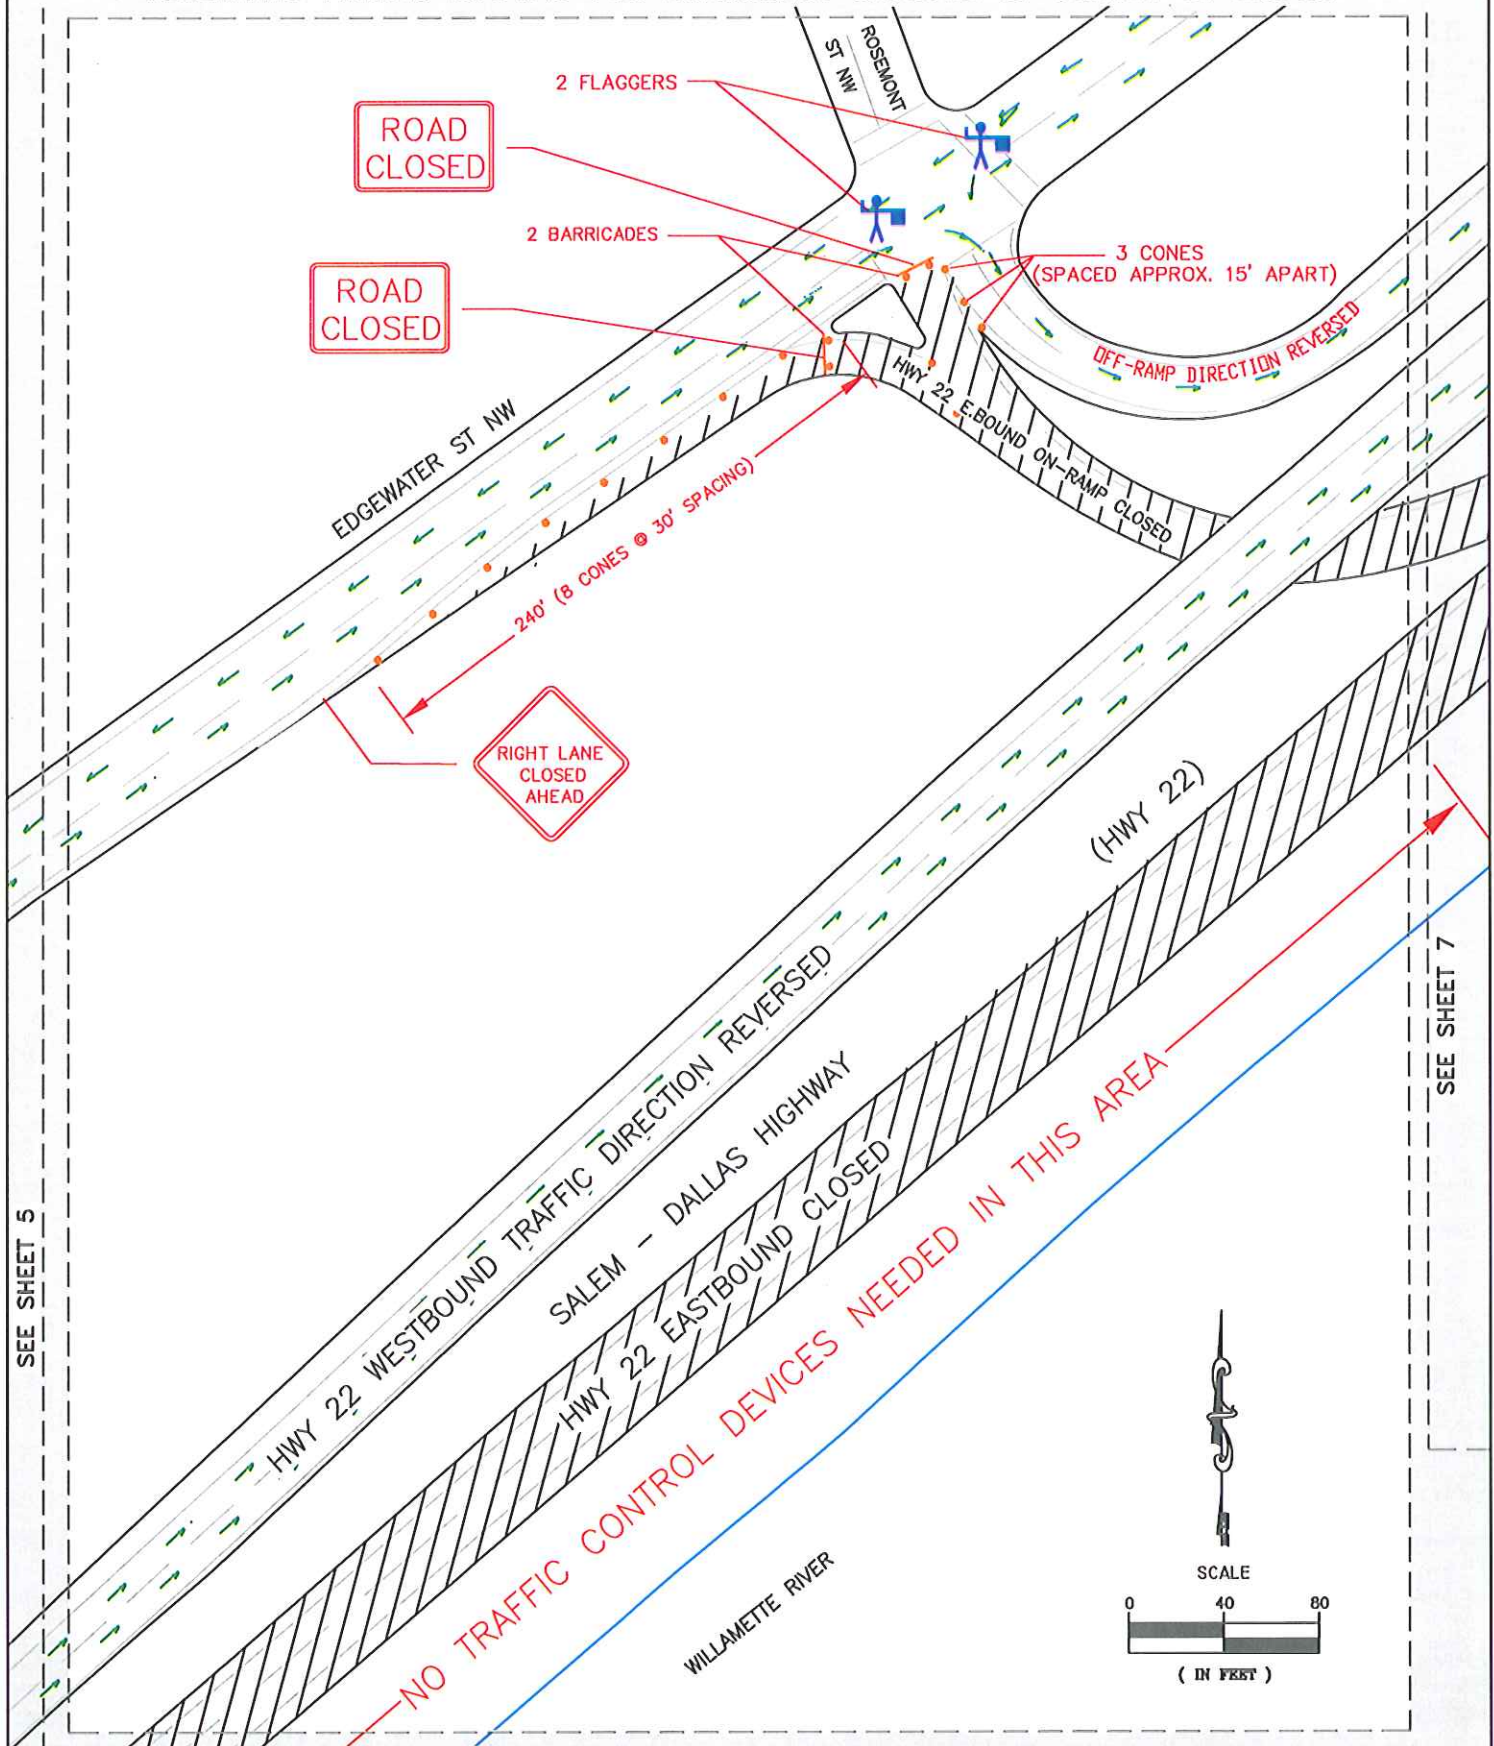 ROSEMONT
ST NW
2 FLAGGERS
ROAD
CLOSED
2 BARRICADES
3 CONES
(SPACED APPROX. 15' APART)
ROAD
CLOSED
OFF-RAMP DIRECTION REVERSED
HWY 22 E.BOUND ON-RAMP CLOSED
EDGEWATER ST NW
240' (8 CONES @ 30' SPACING)
RIGHT LANE
CLOSED
AHEAD
(HWY 22)
SEE SHEET 7
HWY 22 WESTBOUND TRAFFIC DIRECTION REVERSED
SALEM - DALLAS HIGHWAY
HWY 22 EASTBOUND CLOSED
NO TRAFFIC CONTROL DEVICES NEEDED IN THIS AREA
SEE SHEET 5
WILLAMETTE RIVER
SCALE
0 40 80
( IN FEET )